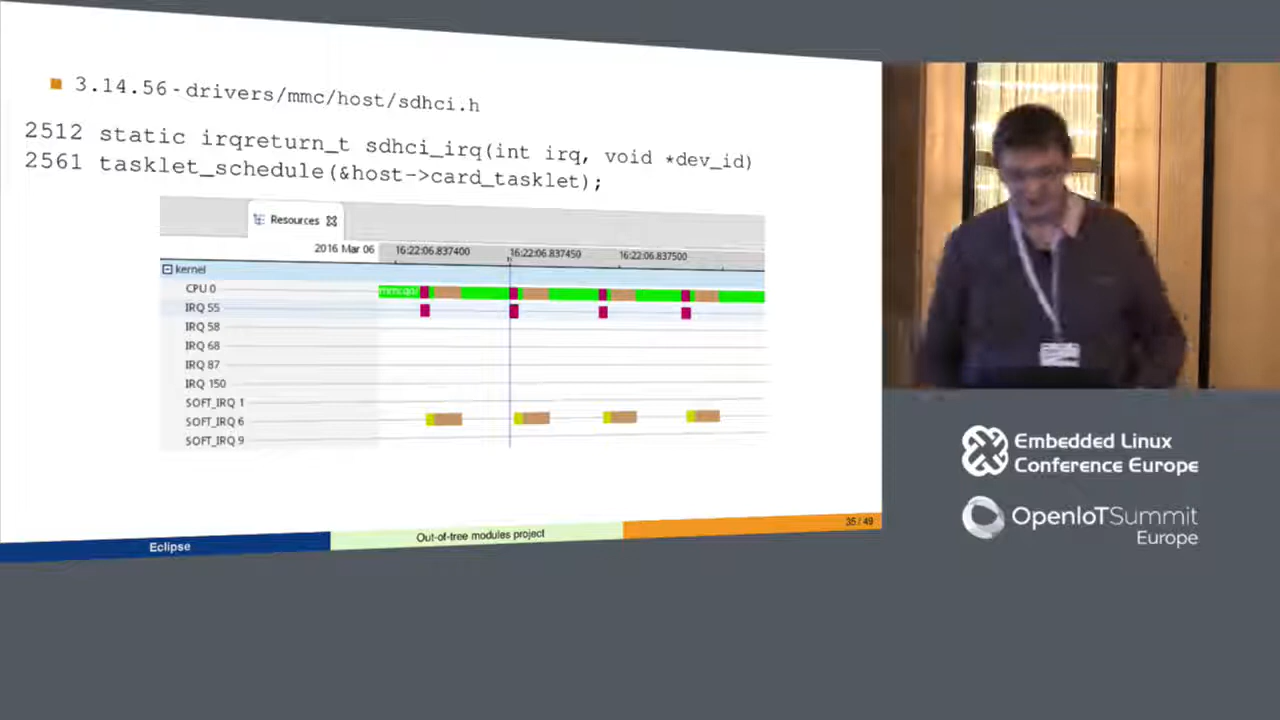 3.14.56-drivers/mmc/host/sdhci.h
2512 static irqreturn_t sdhci_irq(int irq, void *dev_id)
2561 tasklet_schedule(&host->card_tasklet);
Resources
2016 Mar 06 16:22:06.837400 16:22:06.837450 16:22:06.837500
kernel
CPU 0 mmcqd/
IRQ 55
IRQ 58
IRQ 68
IRQ 87
IRQ 150
SOFT_IRQ 1
SOFT_IRQ 6
SOFT_IRQ 9
Eclipse
Out-of-tree modules project
35 / 49
Embedded Linux
Conference Europe
OpenIoTSummit
Europe